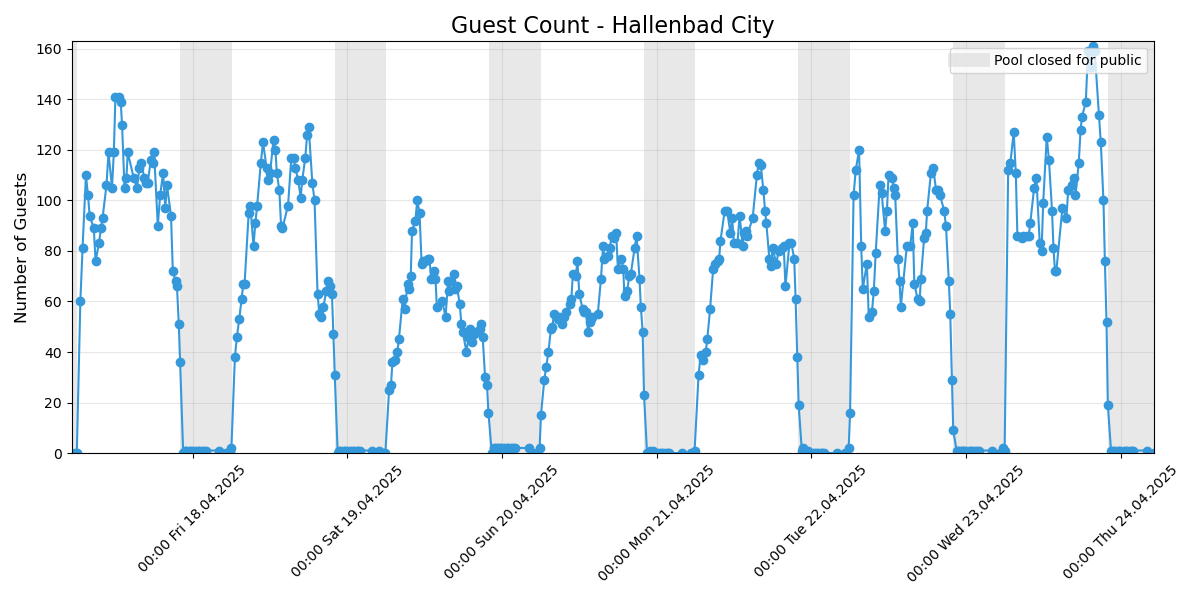 Guest Count - Hallenbad City
Pool closed for public
Number of Guests
160
140
120
100
80
60
40
20
0
00:00 Fri 18.04.2025
00:00 Sat 19.04.2025
00:00 Sun 20.04.2025
00:00 Mon 21.04.2025
00:00 Tue 22.04.2025
00:00 Wed 23.04.2025
00:00 Thu 24.04.2025